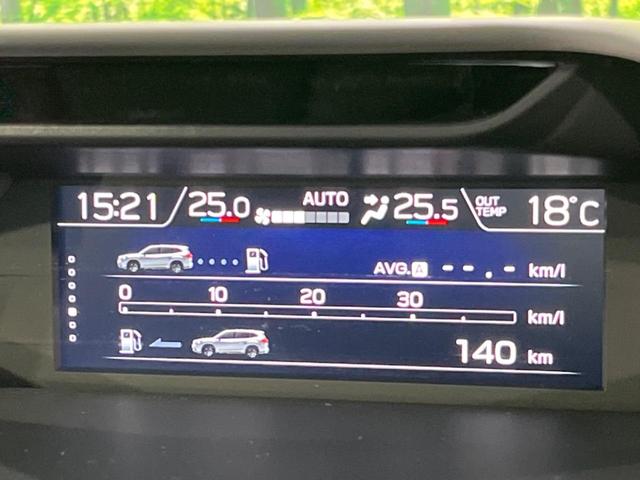 15:21 25.0 AUTO 25.5 OUT TEMP 18°C
AVG. A --.- km/l
0 10 20 30 km/l
140 km